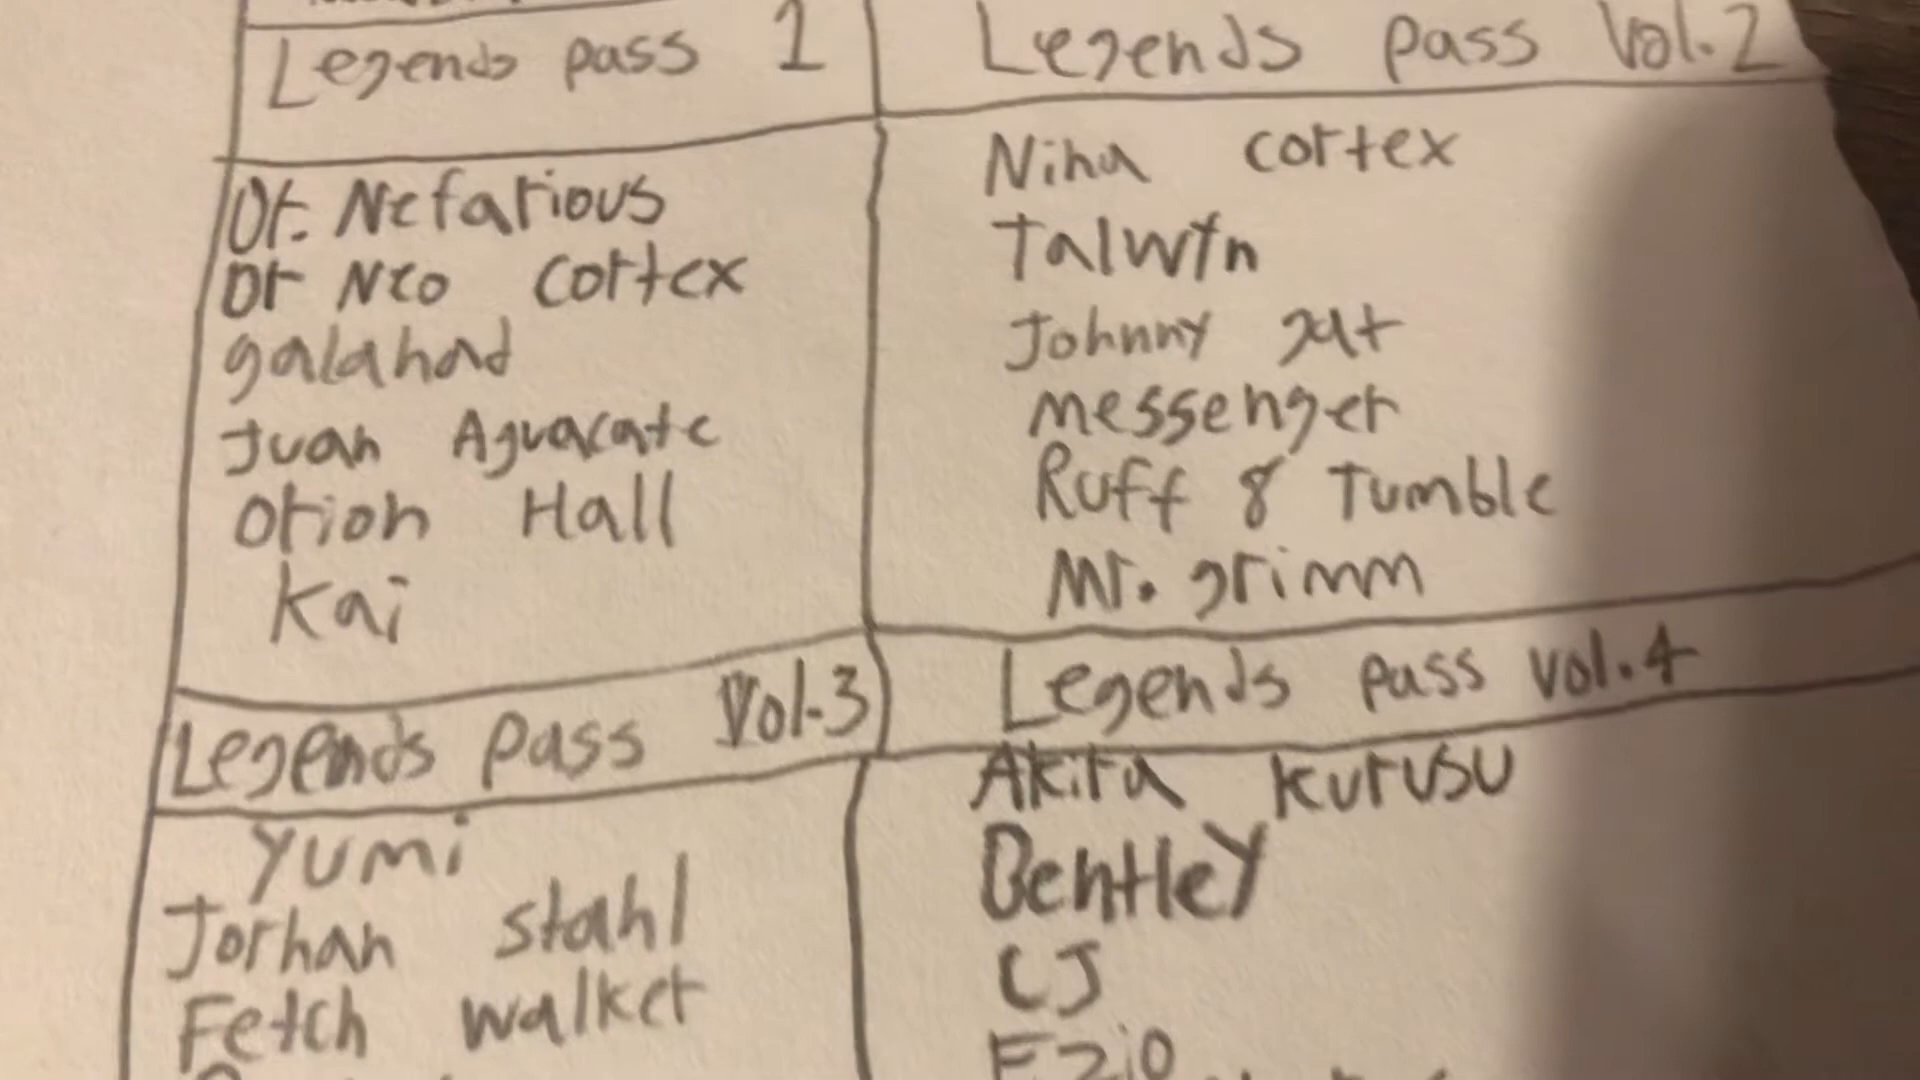 Legends pass 1
Dr. Nefarious
Dr Neo cortex
galahad
Juan Aguacate
Orion Hall
Kai
Legends pass Vol. 2
Nina cortex
Talwyn
Johnny gat
messenger
Ruff & Tumble
Mr. grimm
Legends pass Vol.3
Yumi
Jorhan stahl
Fetch walker
Legends pass vol.4
Akira kurusu
Bentley
CJ
Ezio